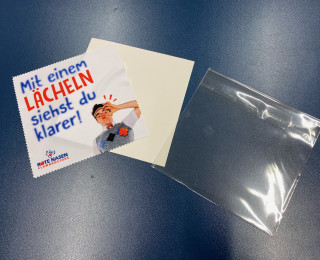 Mit einem
LÄCHELN
siehst du
klarer!
ROTE NASEN